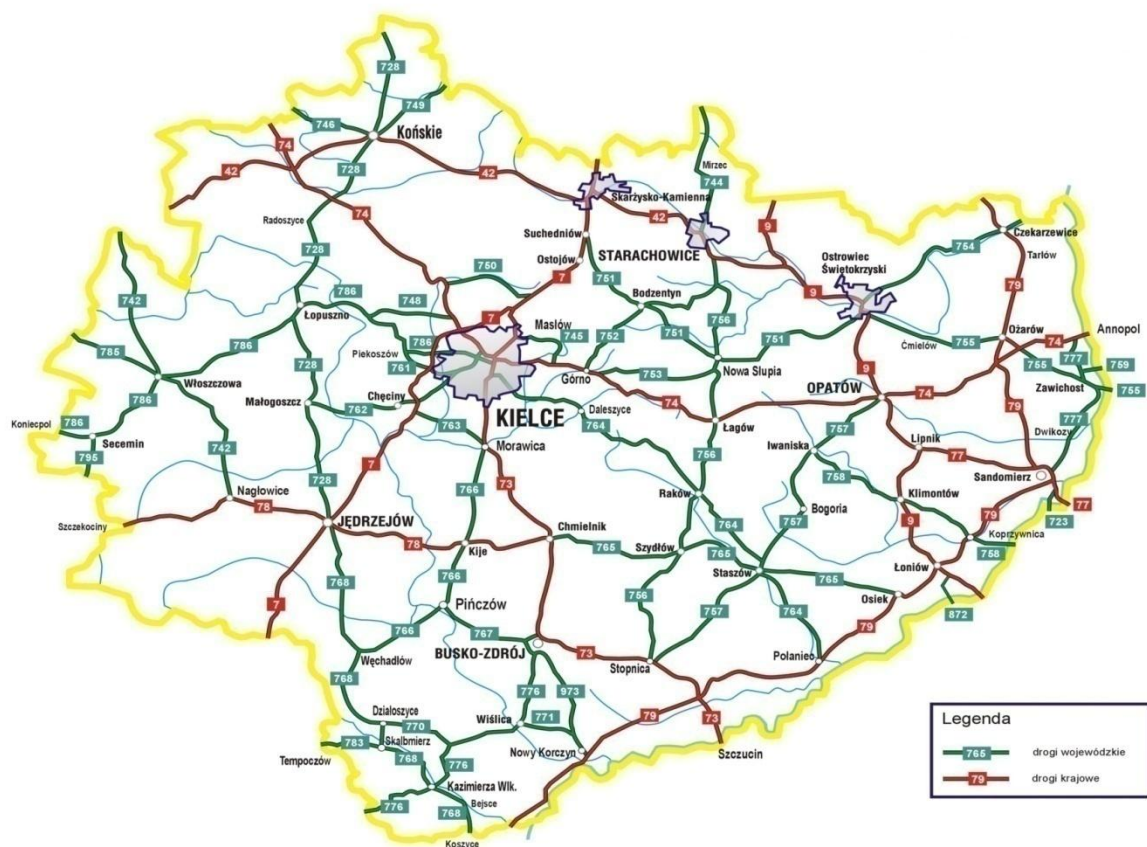 728
749
746
Końskie
74
42
728
42
Mirzec
744
Skarżysko-Kamienna
42
74
9
Radoszyce
Suchedniów
Czekarzewice
754
STARACHOWICE
Ostrowiec
Świętokrzyski
Tarłów
728
Ostojów
750
7
751
79
742
786
748
Bodzentyn
9
Łopuszno
7
Masłów
756
Annopol
785
786
786
745
752
751
751
Ożarów
74
Piekoszów
761
Ćmielów
755
777
759
Włoszczowa
728
Górno
753
Nowa Słupia
9
755
Zawichost
755
786
Małogoszcz
762
Chęciny
KIELCE
74
OPATÓW
74
79
777
786
Koniecpol
Secemin
763
Daleszyce
764
Łagów
757
Dwikozy
795
742
7
Morawica
756
Iwaniska
Lipnik
77
758
Sandomierz
728
766
73
Raków
Nagłowice
78
Klimontów
79
77
Szczekociny
JĘDRZEJÓW
764
757
Bogoria
9
723
78
Chmielnik
Koprzywnica
Kije
765
Szydłów
765
758
768
766
Staszów
765
Łoniów
7
756
757
764
Osiek
872
766
Pińczów
767
79
BUSKO-ZDRÓJ
73
Węchadłów
Stopnica
Połaniec
768
776
973
Działoszyce
770
Wiślica
771
79
73
783
Skalbmierz
768
Nowy Korczyn
Szczucin
Tempoczów
776
Kazimierza Wlk.
776
Bejsce
768
Koszyce
Legenda
765 drogi wojewódzkie
79 drogi krajowe